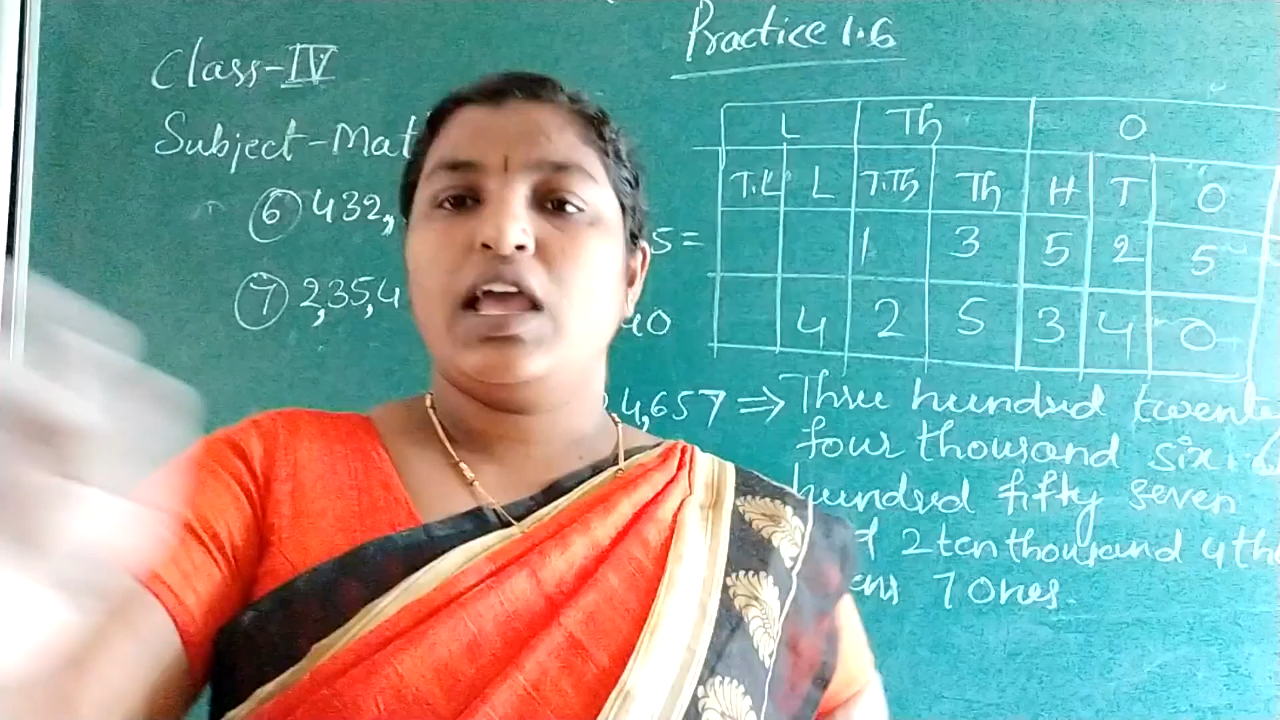 Practice 1.6
Class-IV
Subject-Mat
6 432,
7 2,35,4
5=
40
L Th O
T.L L T.Th Th H T O
1 3 5 2 5
4 2 5 3 4 0
4,657 ⇒ Three hundred twente
four thousand six
hundred fifty seven
2 ten thousand 4 th
ens 7 Ones.